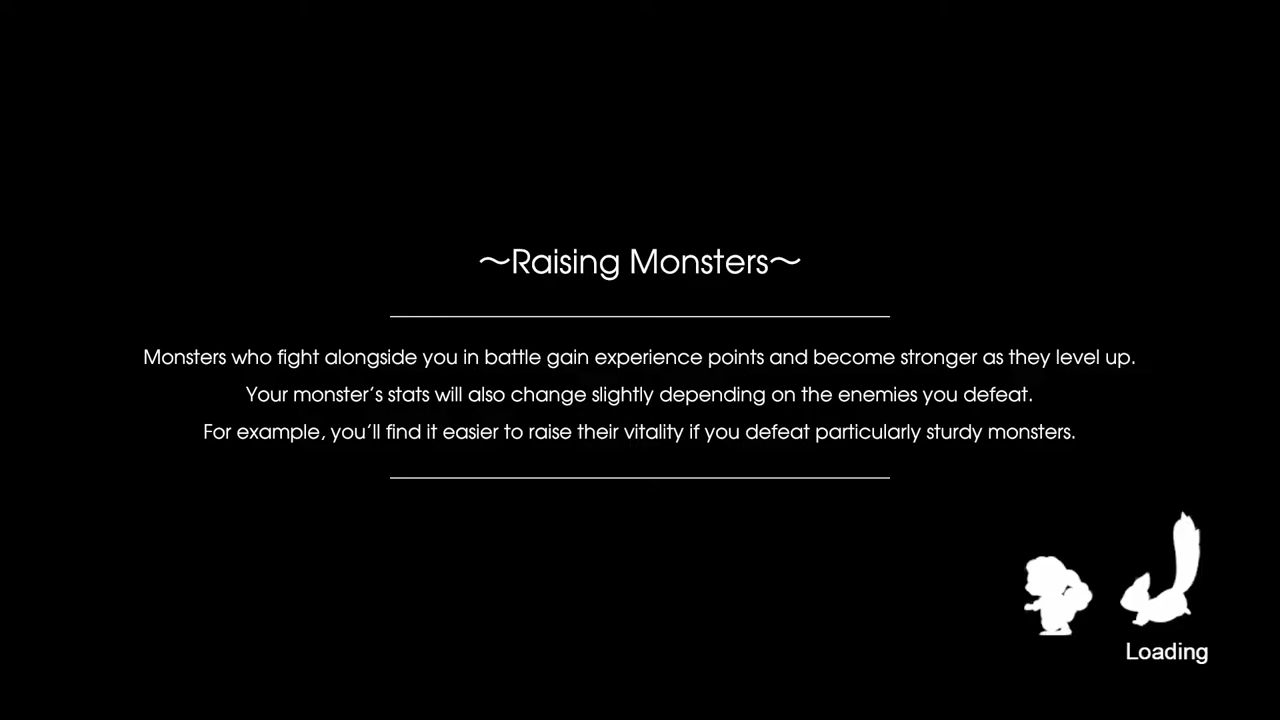 ～Raising Monsters～
Monsters who fight alongside you in battle gain experience points and become stronger as they level up.
Your monster’s stats will also change slightly depending on the enemies you defeat.
For example, you’ll find it easier to raise their vitality if you defeat particularly sturdy monsters.
Loading